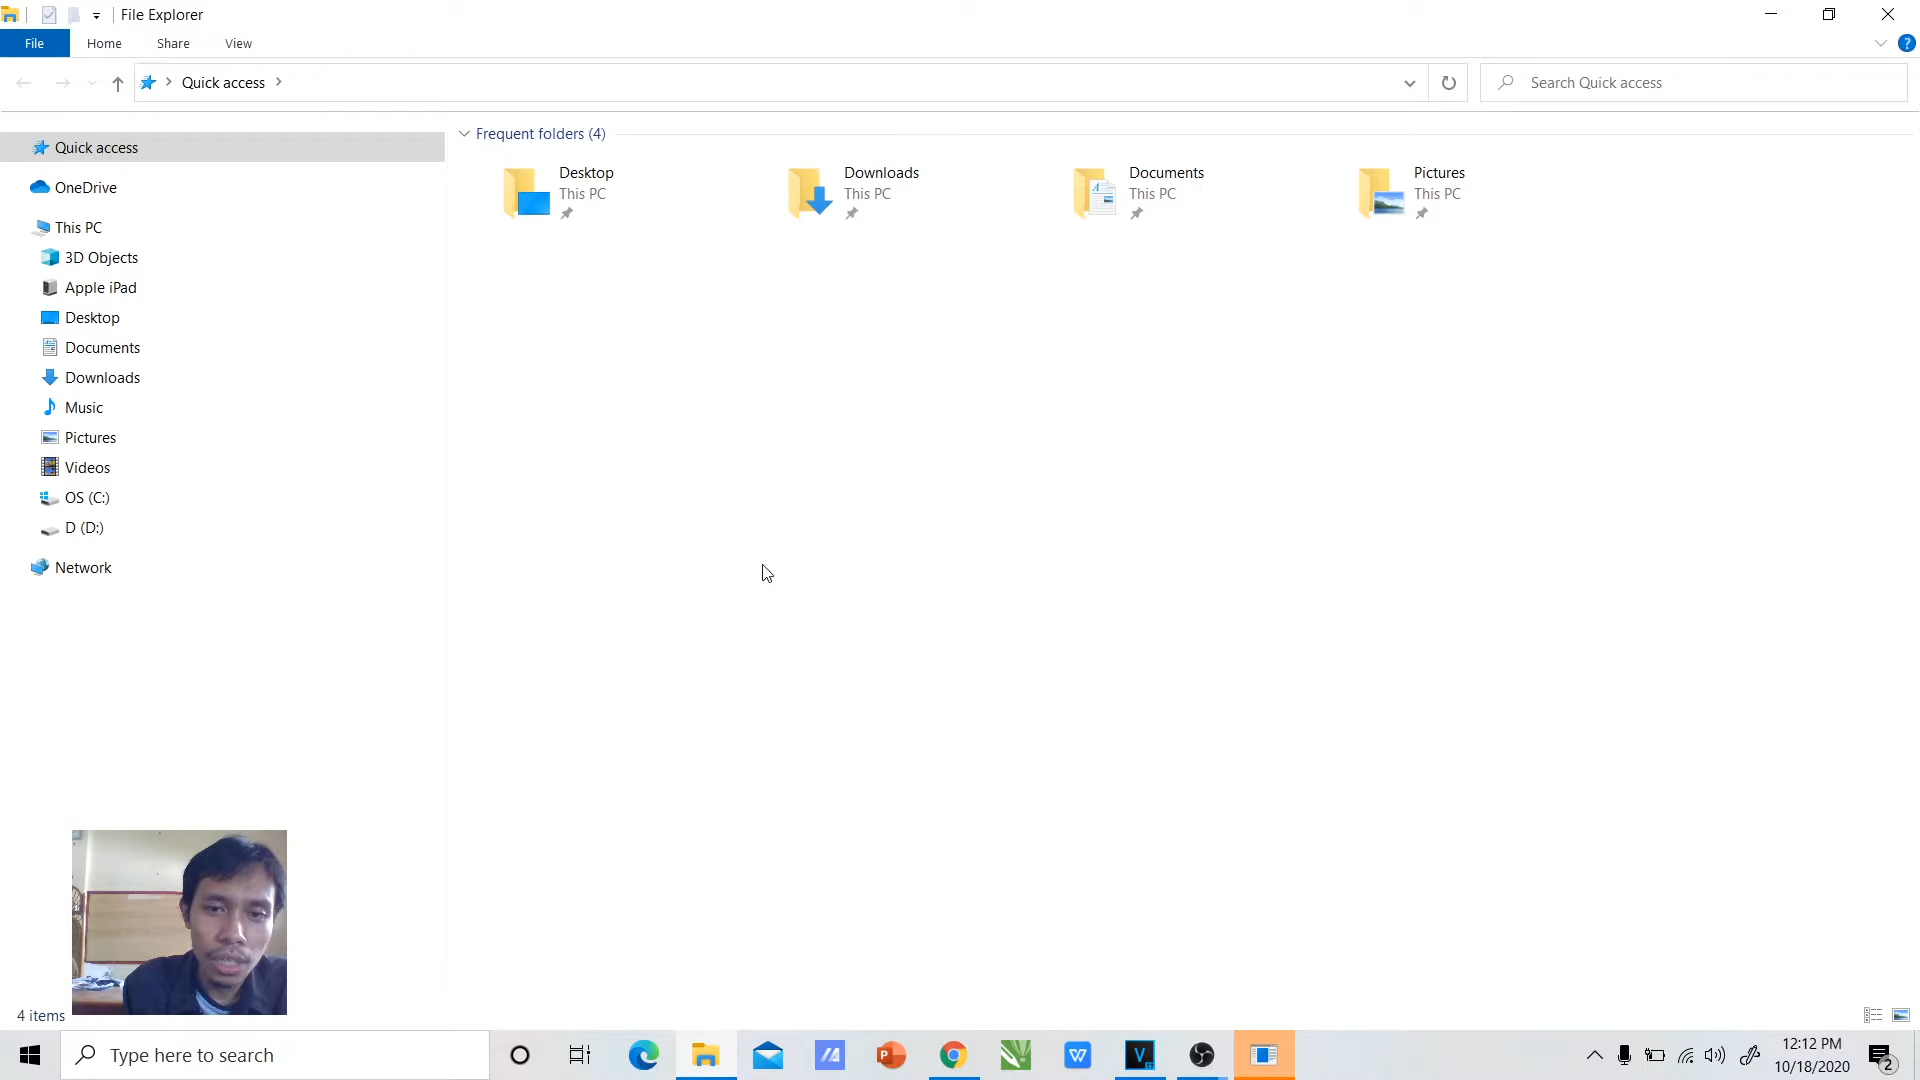 File Explorer
File Home Share View
Quick access
Search Quick access
Quick access
OneDrive
This PC
3D Objects
Apple iPad
Desktop
Documents
Downloads
Music
Pictures
Videos
OS (C:)
D (D:)
Network
Frequent folders (4)
Desktop
This PC
Downloads
This PC
Documents
This PC
Pictures
This PC
4 items
Type here to search
12:12 PM
10/18/2020
2